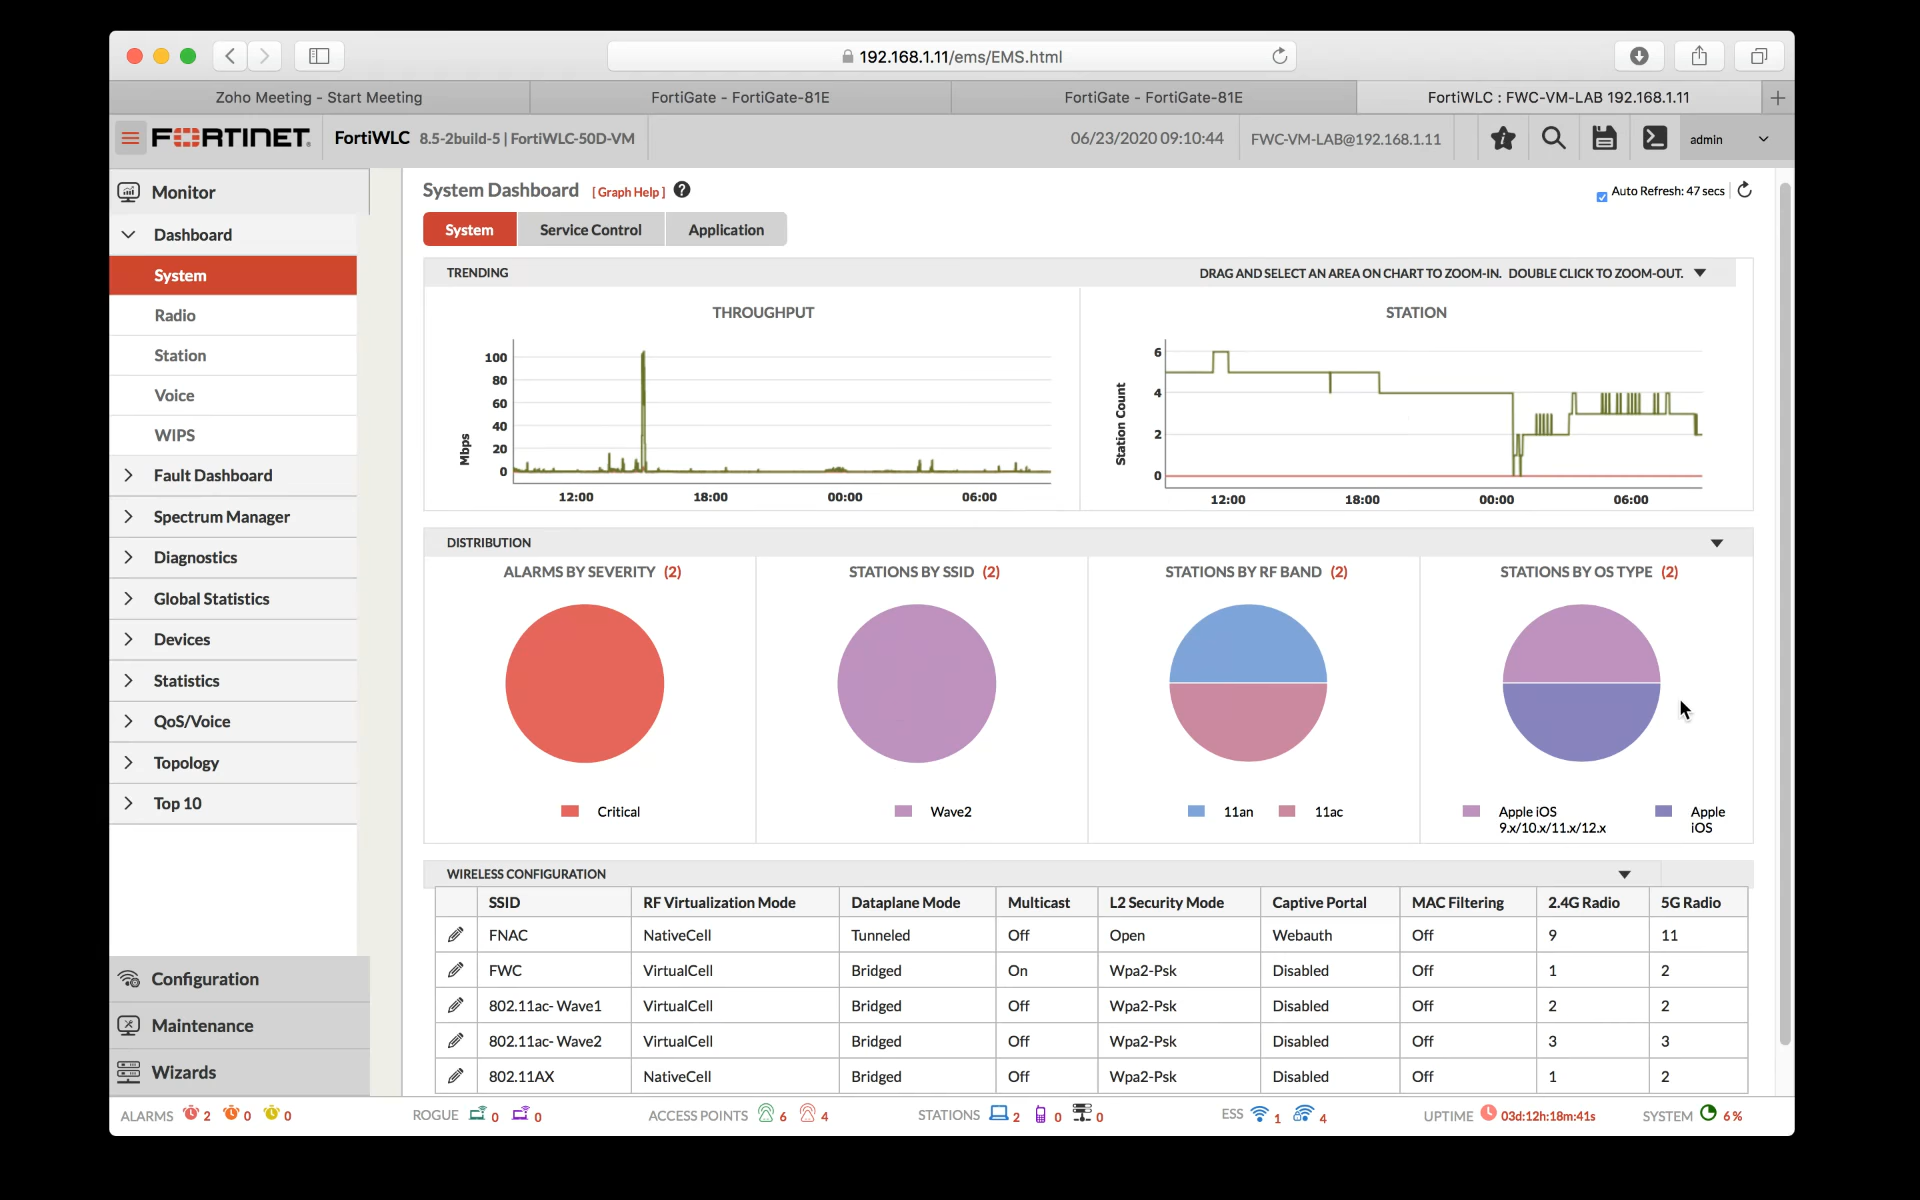 192.168.1.11/ems/EMS.html
Zoho Meeting - Start Meeting
FortiGate - FortiGate-81E
FortiGate - FortiGate-81E
FortiWLC : FWC-VM-LAB 192.168.1.11
FORTINET
FortiWLC 8.5-2build-5 | FortiWLC-50D-VM
06/23/2020 09:10:44
FWC-VM-LAB@192.168.1.11
admin
Monitor
Dashboard
System
Radio
Station
Voice
WIPS
Fault Dashboard
Spectrum Manager
Diagnostics
Global Statistics
Devices
Statistics
QoS/Voice
Topology
Top 10
Configuration
Maintenance
Wizards
System Dashboard [ Graph Help ] ?
Auto Refresh: 47 secs
System Service Control Application
TRENDING
DRAG AND SELECT AN AREA ON CHART TO ZOOM-IN. DOUBLE CLICK TO ZOOM-OUT.
THROUGHPUT
100
80
60
40
20
0
Mbps
12:00 18:00 00:00 06:00
STATION
6
4
2
0
Station Count
12:00 18:00 00:00 06:00
DISTRIBUTION
ALARMS BY SEVERITY (2)
Critical
STATIONS BY SSID (2)
Wave2
STATIONS BY RF BAND (2)
11an 11ac
STATIONS BY OS TYPE (2)
Apple iOS
9.x/10.x/11.x/12.x
Apple
iOS
WIRELESS CONFIGURATION
SSID RF Virtualization Mode Dataplane Mode Multicast L2 Security Mode Captive Portal MAC Filtering 2.4G Radio 5G Radio
FNAC NativeCell Tunneled Off Open Webauth Off 9 11
FWC VirtualCell Bridged On Wpa2-Psk Disabled Off 1 2
802.11ac- Wave1 VirtualCell Bridged Off Wpa2-Psk Disabled Off 2 2
802.11ac- Wave2 VirtualCell Bridged Off Wpa2-Psk Disabled Off 3 3
802.11AX NativeCell Bridged Off Wpa2-Psk Disabled Off 1 2
ALARMS 2 0 0 ROGUE 0 0 ACCESS POINTS 6 4 STATIONS 2 0 0 ESS 1 4 UPTIME 03d:12h:18m:41s SYSTEM 6 %